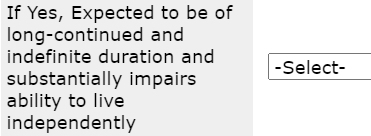 If Yes, Expected to be of
long-continued and
indefinite duration and
substantially impairs
ability to live
independently
-Select-